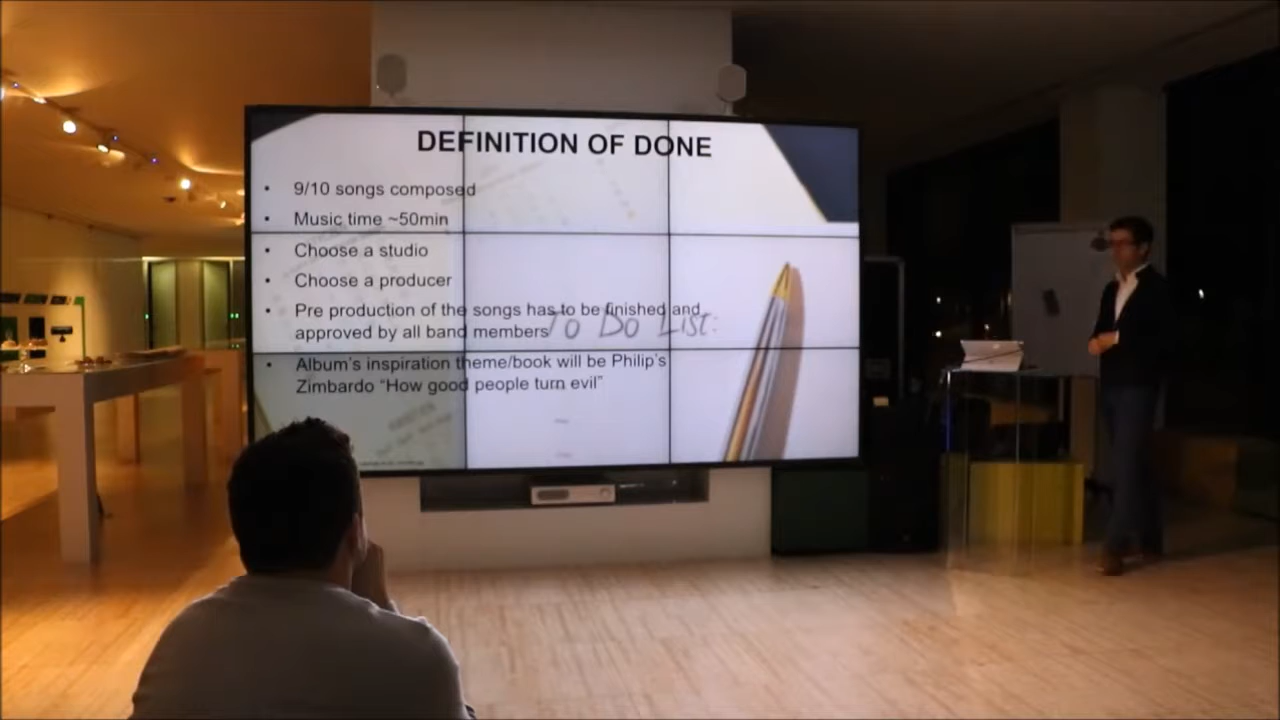 DEFINITION OF DONE
• 9/10 songs composed
• Music time ~50min
• Choose a studio
• Choose a producer
• Pre production of the songs has to be finished and
approved by all band members
To Do List:
• Album's inspiration theme/book will be Philip's
Zimbardo "How good people turn evil"